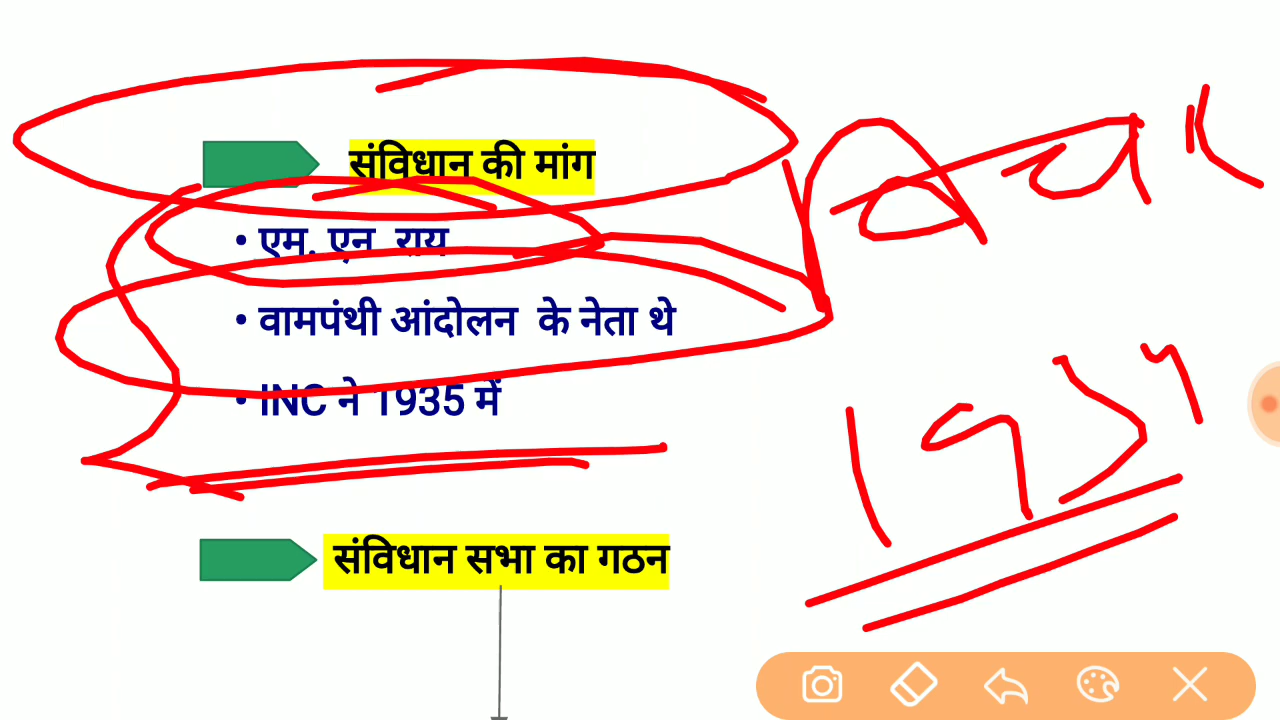 संविधान की मांग
• एम. एन राय
• वामपंथी आंदोलन के नेता थे
• INC ने 1935 में
संविधान सभा का गठन